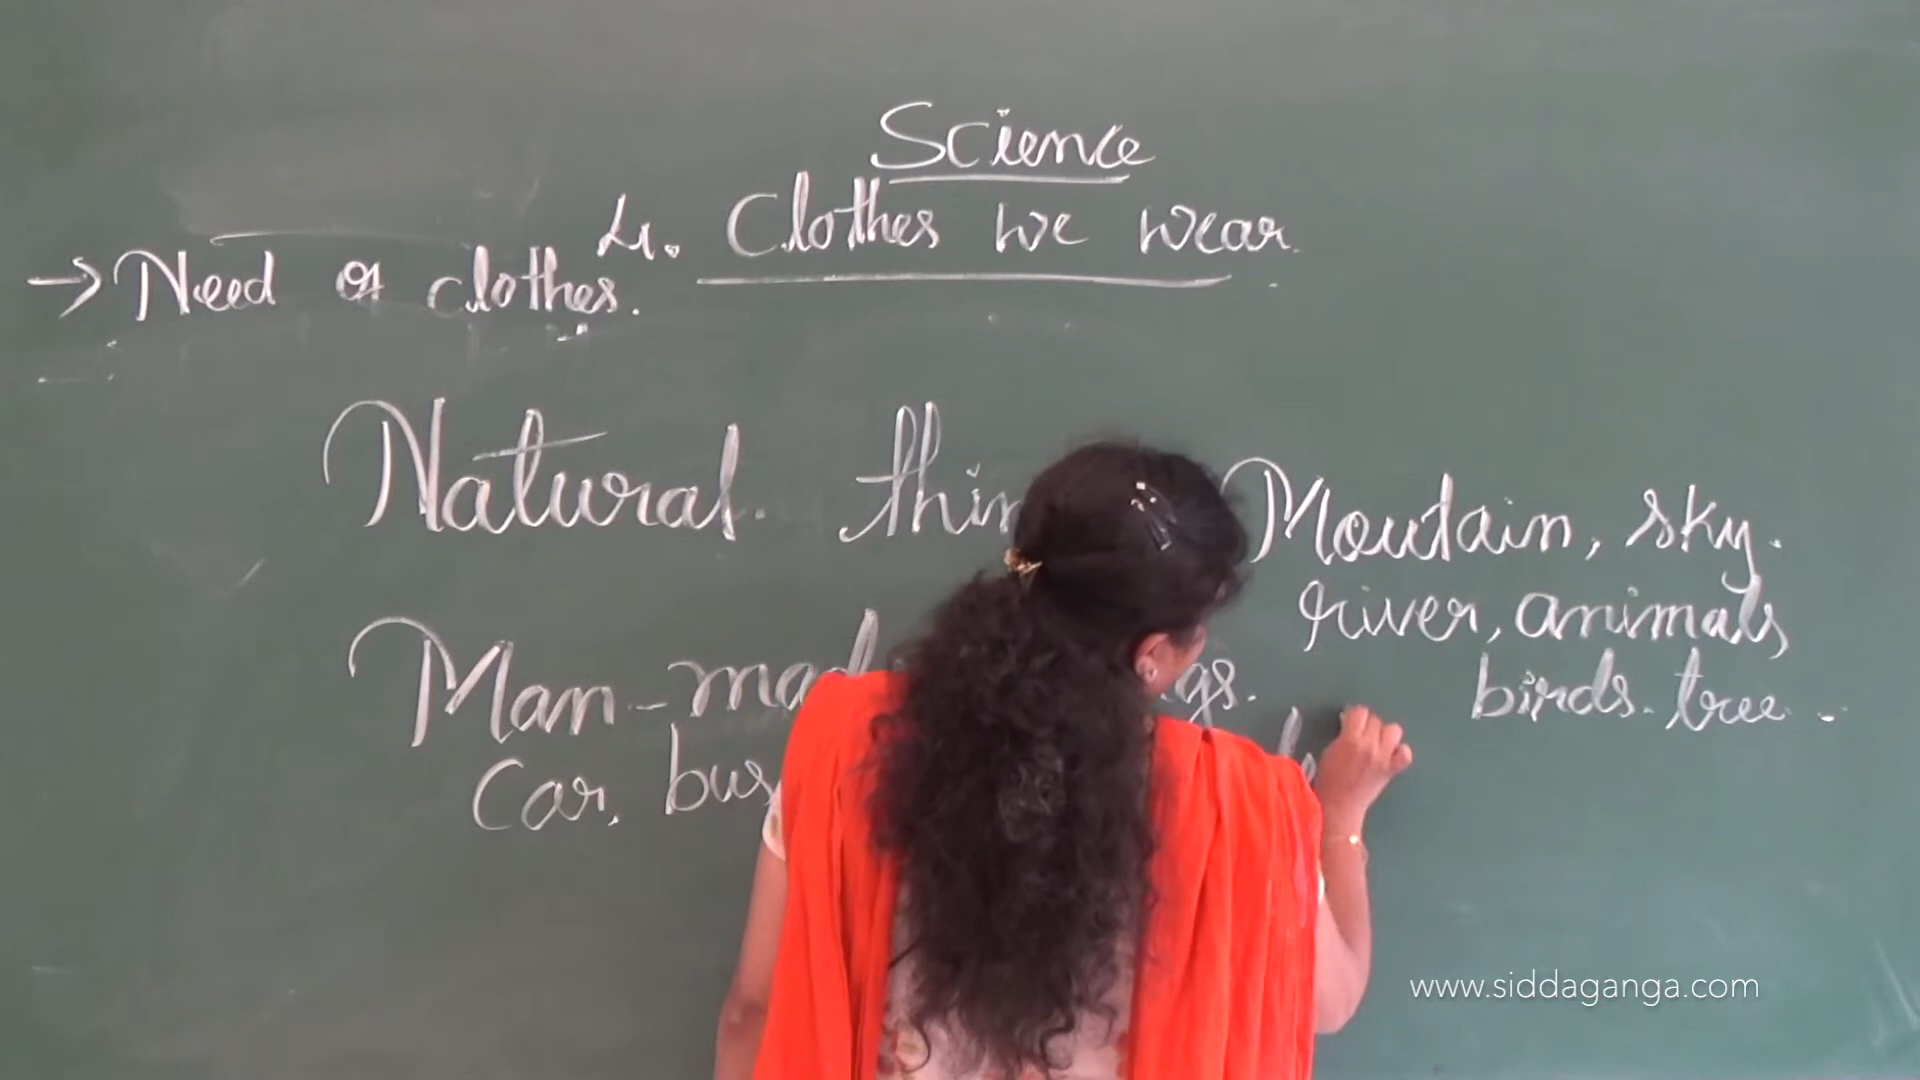 Science
4. Clothes we wear.
→ Need of clothes.
Natural. Moutain, sky.
river, animals,
birds. tree.
Man-
Car, bus
www.siddaganga.com